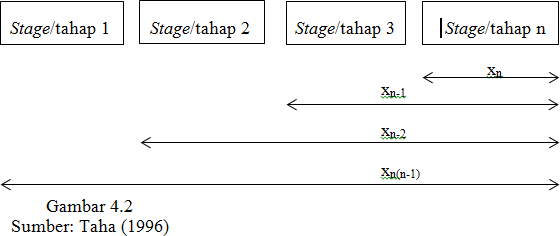 Stage/tahap 1
Stage/tahap 2
Stage/tahap 3
Stage/tahap n
Xn
Xn-1
Xn-2
Xn(n-1)
Gambar 4.2
Sumber: Taha (1996)